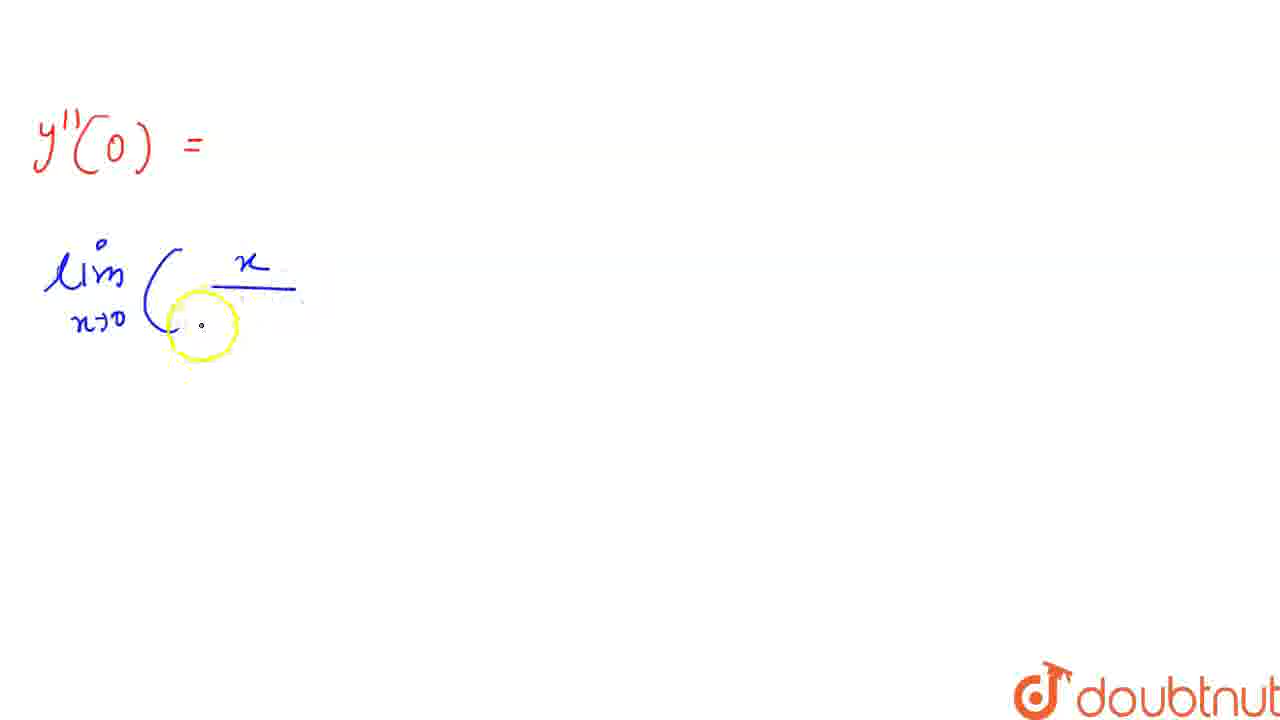 y''(0) =
lim ( x
x→0
doubtnut